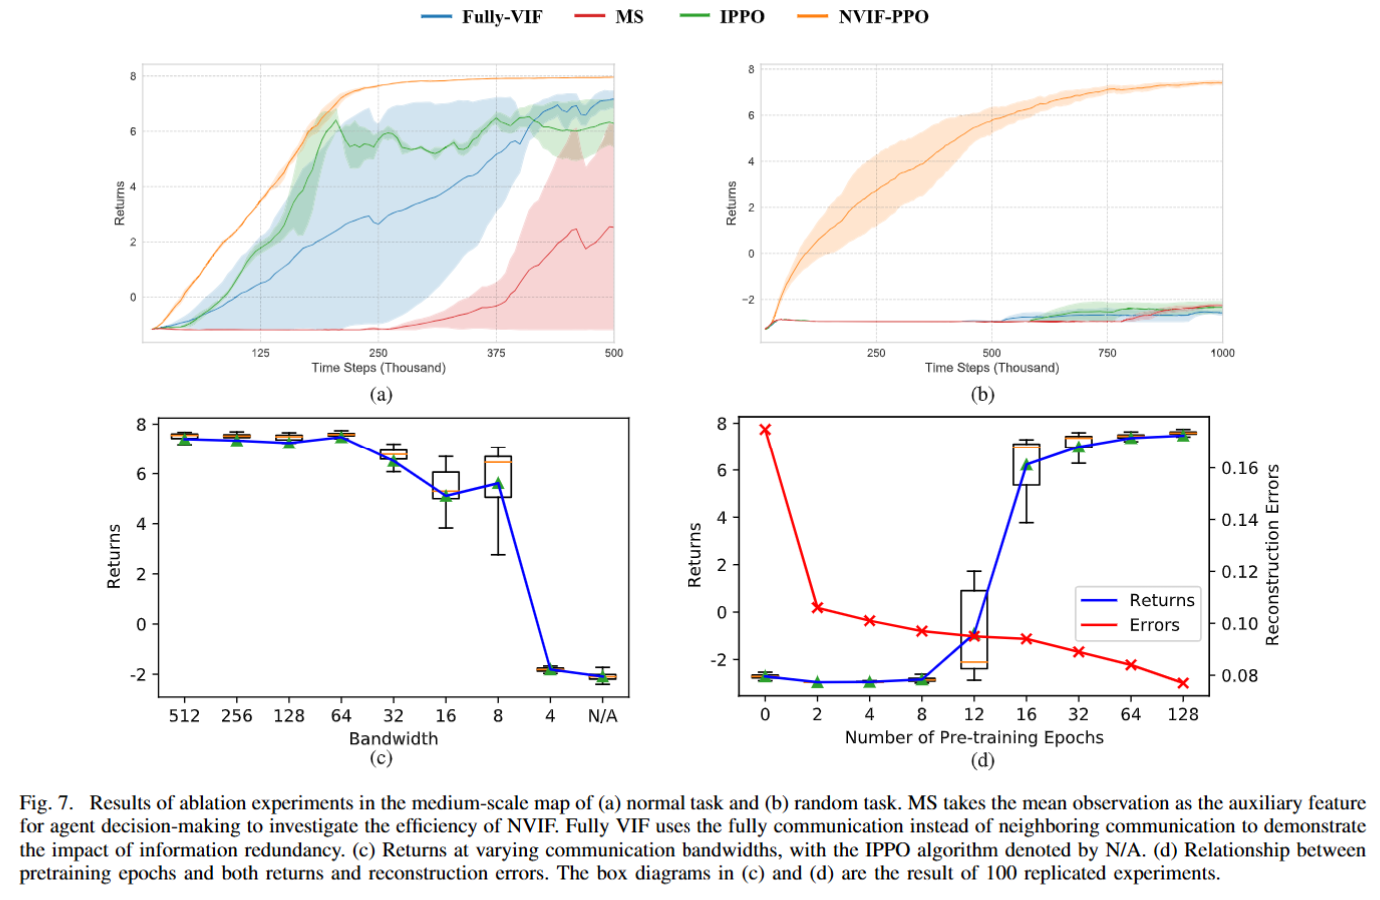 Fully-VIF MS IPPO NVIF-PPO
8
6
4
2
0
Returns
125 250 375 500
Time Steps (Thousand)
(a)
8
6
4
2
0
−2
Returns
250 500 750 1000
Time Steps (Thousand)
(b)
8
6
4
2
0
-2
Returns
512 256 128 64 32 16 8 4 N/A
Bandwidth
(c)
8
6
4
2
0
-2
Returns
0.16
0.14
0.12
0.10
0.08
Reconstruction Errors
Returns
Errors
0 2 4 8 12 16 32 64 128
Number of Pre-training Epochs
(d)
Fig. 7. Results of ablation experiments in the medium-scale map of (a) normal task and (b) random task. MS takes the mean observation as the auxiliary feature
for agent decision-making to investigate the efficiency of NVIF. Fully VIF uses the fully communication instead of neighboring communication to demonstrate
the impact of information redundancy. (c) Returns at varying communication bandwidths, with the IPPO algorithm denoted by N/A. (d) Relationship between
pretraining epochs and both returns and reconstruction errors. The box diagrams in (c) and (d) are the result of 100 replicated experiments.